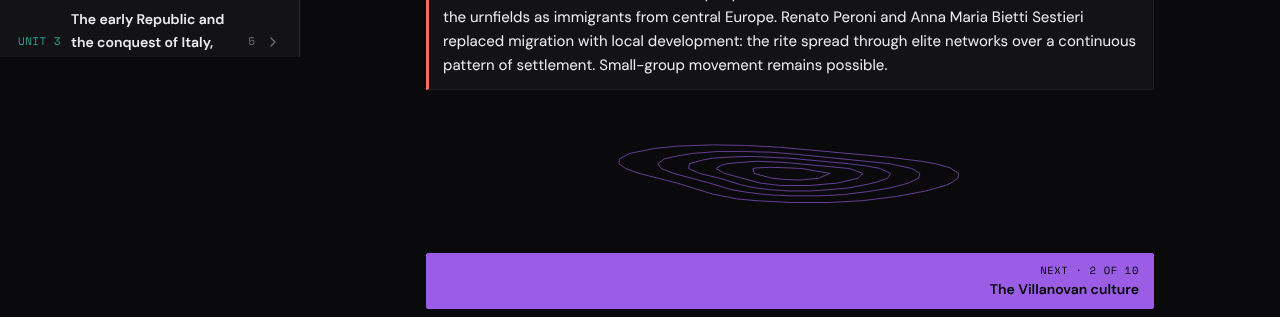 The early Republic and
UNIT 3 the conquest of Italy, 5
the urnfields as immigrants from central Europe. Renato Peroni and Anna Maria Bietti Sestieri
replaced migration with local development: the rite spread through elite networks over a continuous
pattern of settlement. Small-group movement remains possible.
NEXT · 2 OF 10
The Villanovan culture